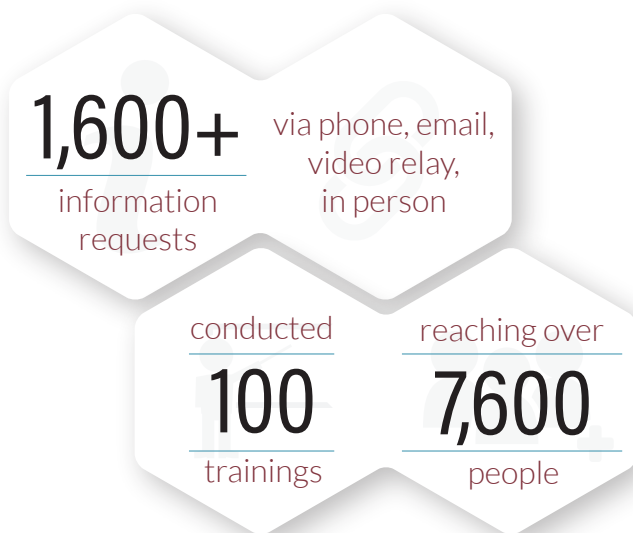 1,600+
information
requests
via phone, email,
video relay,
in person
conducted
100
trainings
reaching over
7,600
people